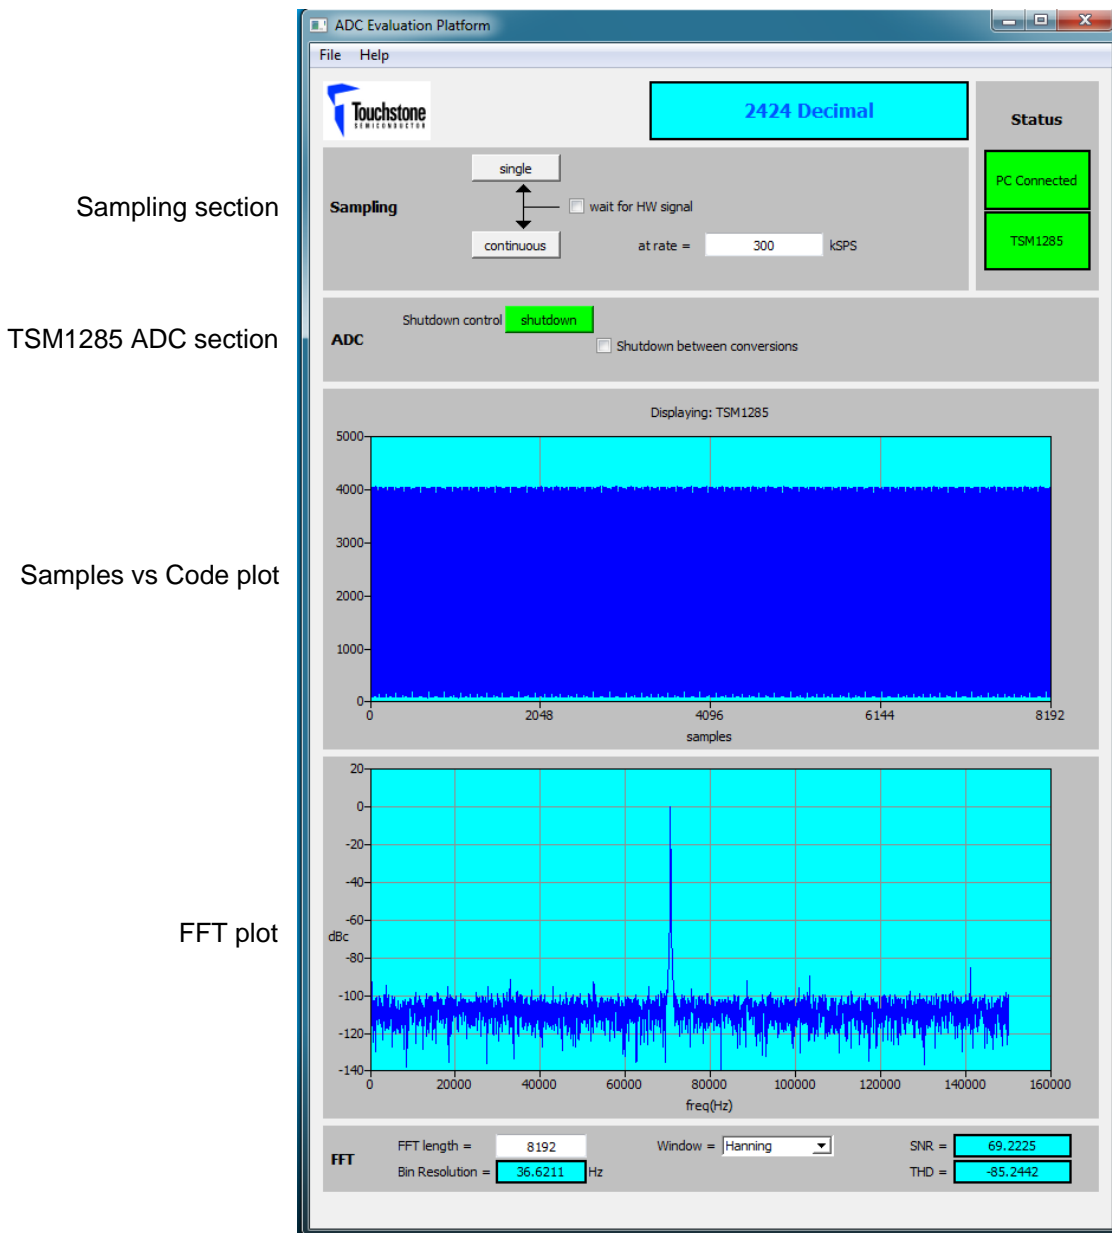 ADC Evaluation Platform
File Help
Touchstone
SEMICONDUCTOR
2424 Decimal
Status
PC Connected
TSM1285
Sampling section
Sampling
single
wait for HW signal
continuous
at rate = 300 kSPS
TSM1285 ADC section
ADC
Shutdown control shutdown
Shutdown between conversions
Samples vs Code plot
Displaying: TSM1285
5000
4000
3000
2000
1000
0
0 2048 4096 6144 8192
samples
FFT plot
20
0
-20
-40
-60
dBc
-80
-100
-120
-140
0 20000 40000 60000 80000 100000 120000 140000 160000
freq(Hz)
FFT
FFT length = 8192 Window = Hanning SNR = 69.2225
Bin Resolution = 36.6211 Hz THD = -85.2442